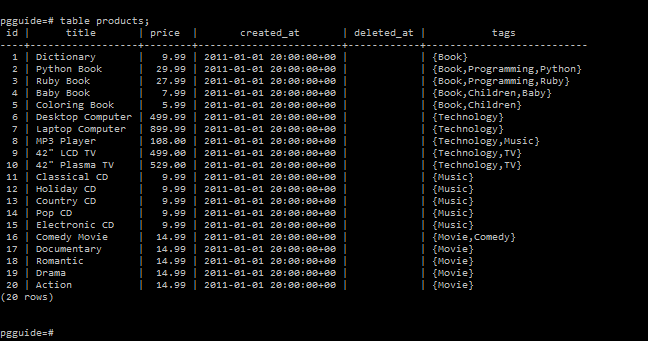 pgguide=# table products;
 id |      title       | price  |       created_at       | deleted_at |           tags
----+------------------+--------+------------------------+------------+---------------------------
  1 | Dictionary       |   9.99 | 2011-01-01 20:00:00+00 |            | {Book}
  2 | Python Book      |  29.99 | 2011-01-01 20:00:00+00 |            | {Book,Programming,Python}
  3 | Ruby Book        |  27.99 | 2011-01-01 20:00:00+00 |            | {Book,Programming,Ruby}
  4 | Baby Book        |   7.99 | 2011-01-01 20:00:00+00 |            | {Book,Children,Baby}
  5 | Coloring Book    |   5.99 | 2011-01-01 20:00:00+00 |            | {Book,Children}
  6 | Desktop Computer | 499.99 | 2011-01-01 20:00:00+00 |            | {Technology}
  7 | Laptop Computer  | 899.99 | 2011-01-01 20:00:00+00 |            | {Technology}
  8 | MP3 Player       | 108.00 | 2011-01-01 20:00:00+00 |            | {Technology,Music}
  9 | 42" LCD TV       | 499.00 | 2011-01-01 20:00:00+00 |            | {Technology,TV}
 10 | 42" Plasma TV    | 529.00 | 2011-01-01 20:00:00+00 |            | {Technology,TV}
 11 | Classical CD     |   9.99 | 2011-01-01 20:00:00+00 |            | {Music}
 12 | Holiday CD       |   9.99 | 2011-01-01 20:00:00+00 |            | {Music}
 13 | Country CD       |   9.99 | 2011-01-01 20:00:00+00 |            | {Music}
 14 | Pop CD           |   9.99 | 2011-01-01 20:00:00+00 |            | {Music}
 15 | Electronic CD    |   9.99 | 2011-01-01 20:00:00+00 |            | {Music}
 16 | Comedy Movie     |  14.99 | 2011-01-01 20:00:00+00 |            | {Movie,Comedy}
 17 | Documentary      |  14.99 | 2011-01-01 20:00:00+00 |            | {Movie}
 18 | Romantic         |  14.99 | 2011-01-01 20:00:00+00 |            | {Movie}
 19 | Drama            |  14.99 | 2011-01-01 20:00:00+00 |            | {Movie}
 20 | Action           |  14.99 | 2011-01-01 20:00:00+00 |            | {Movie}
(20 rows)
pgguide=#